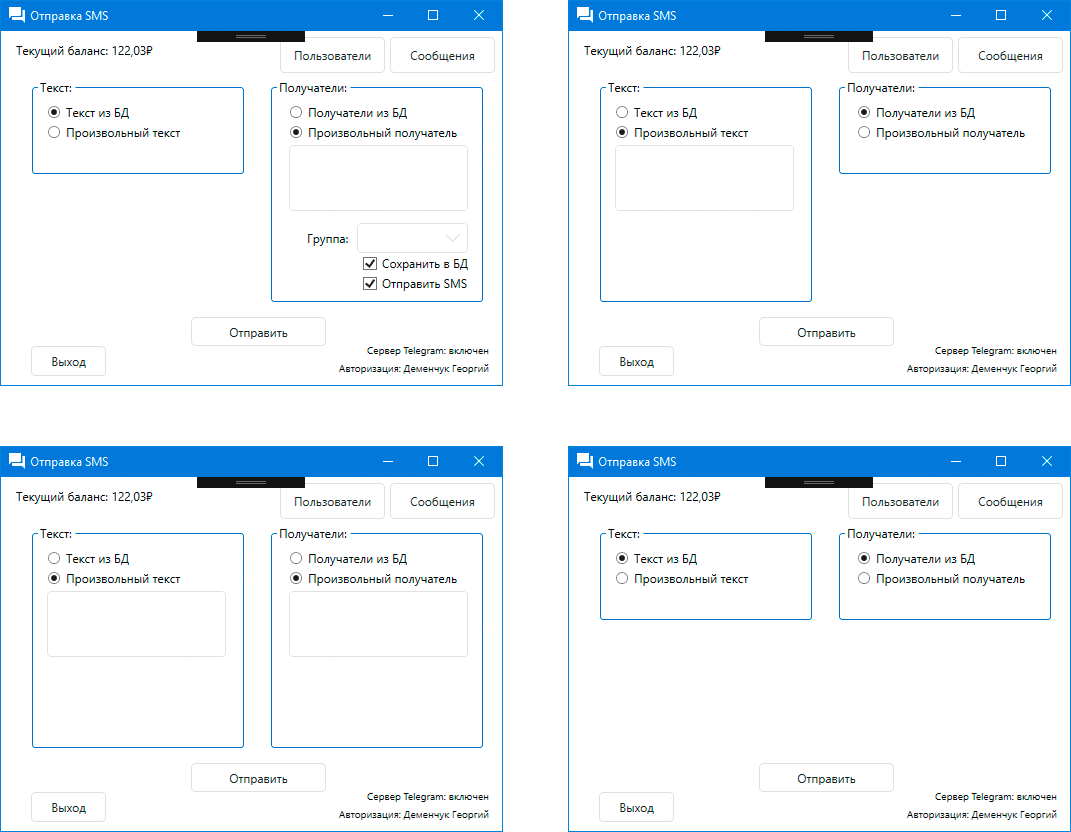 Отправка SMS
Текущий баланс: 122,03₽
Пользователи
Сообщения
Текст:
Текст из БД
Произвольный текст
Получатели:
Получатели из БД
Произвольный получатель
Группа:
Сохранить в БД
Отправить SMS
Отправить
Выход
Сервер Telegram: включен
Авторизация: Деменчук Георгий
Отправка SMS
Текущий баланс: 122,03₽
Пользователи
Сообщения
Текст:
Текст из БД
Произвольный текст
Получатели:
Получатели из БД
Произвольный получатель
Отправить
Выход
Сервер Telegram: включен
Авторизация: Деменчук Георгий
Отправка SMS
Текущий баланс: 122,03₽
Пользователи
Сообщения
Текст:
Текст из БД
Произвольный текст
Получатели:
Получатели из БД
Произвольный получатель
Отправить
Выход
Сервер Telegram: включен
Авторизация: Деменчук Георгий
Отправка SMS
Текущий баланс: 122,03₽
Пользователи
Сообщения
Текст:
Текст из БД
Произвольный текст
Получатели:
Получатели из БД
Произвольный получатель
Отправить
Выход
Сервер Telegram: включен
Авторизация: Деменчук Георгий